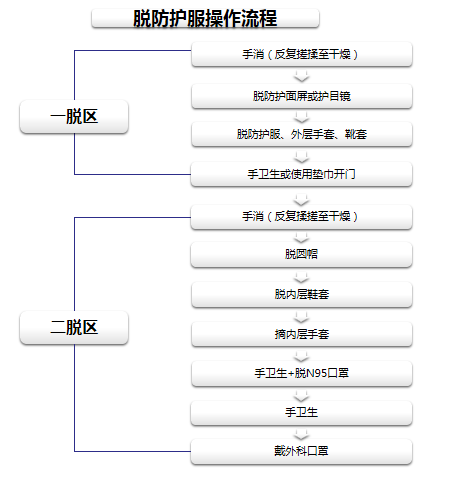 脱防护服操作流程
一脱区
手消（反复搓揉至干燥）
脱防护面屏或护目镜
脱防护服、外层手套、靴套
手卫生或使用垫巾开门
二脱区
手消（反复揉搓至干燥）
脱圆帽
脱内层鞋套
摘内层手套
手卫生+脱N95口罩
手卫生
戴外科口罩